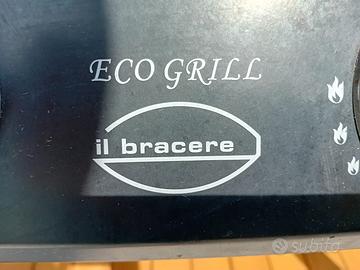 ECO GRILL
il bracere
subito